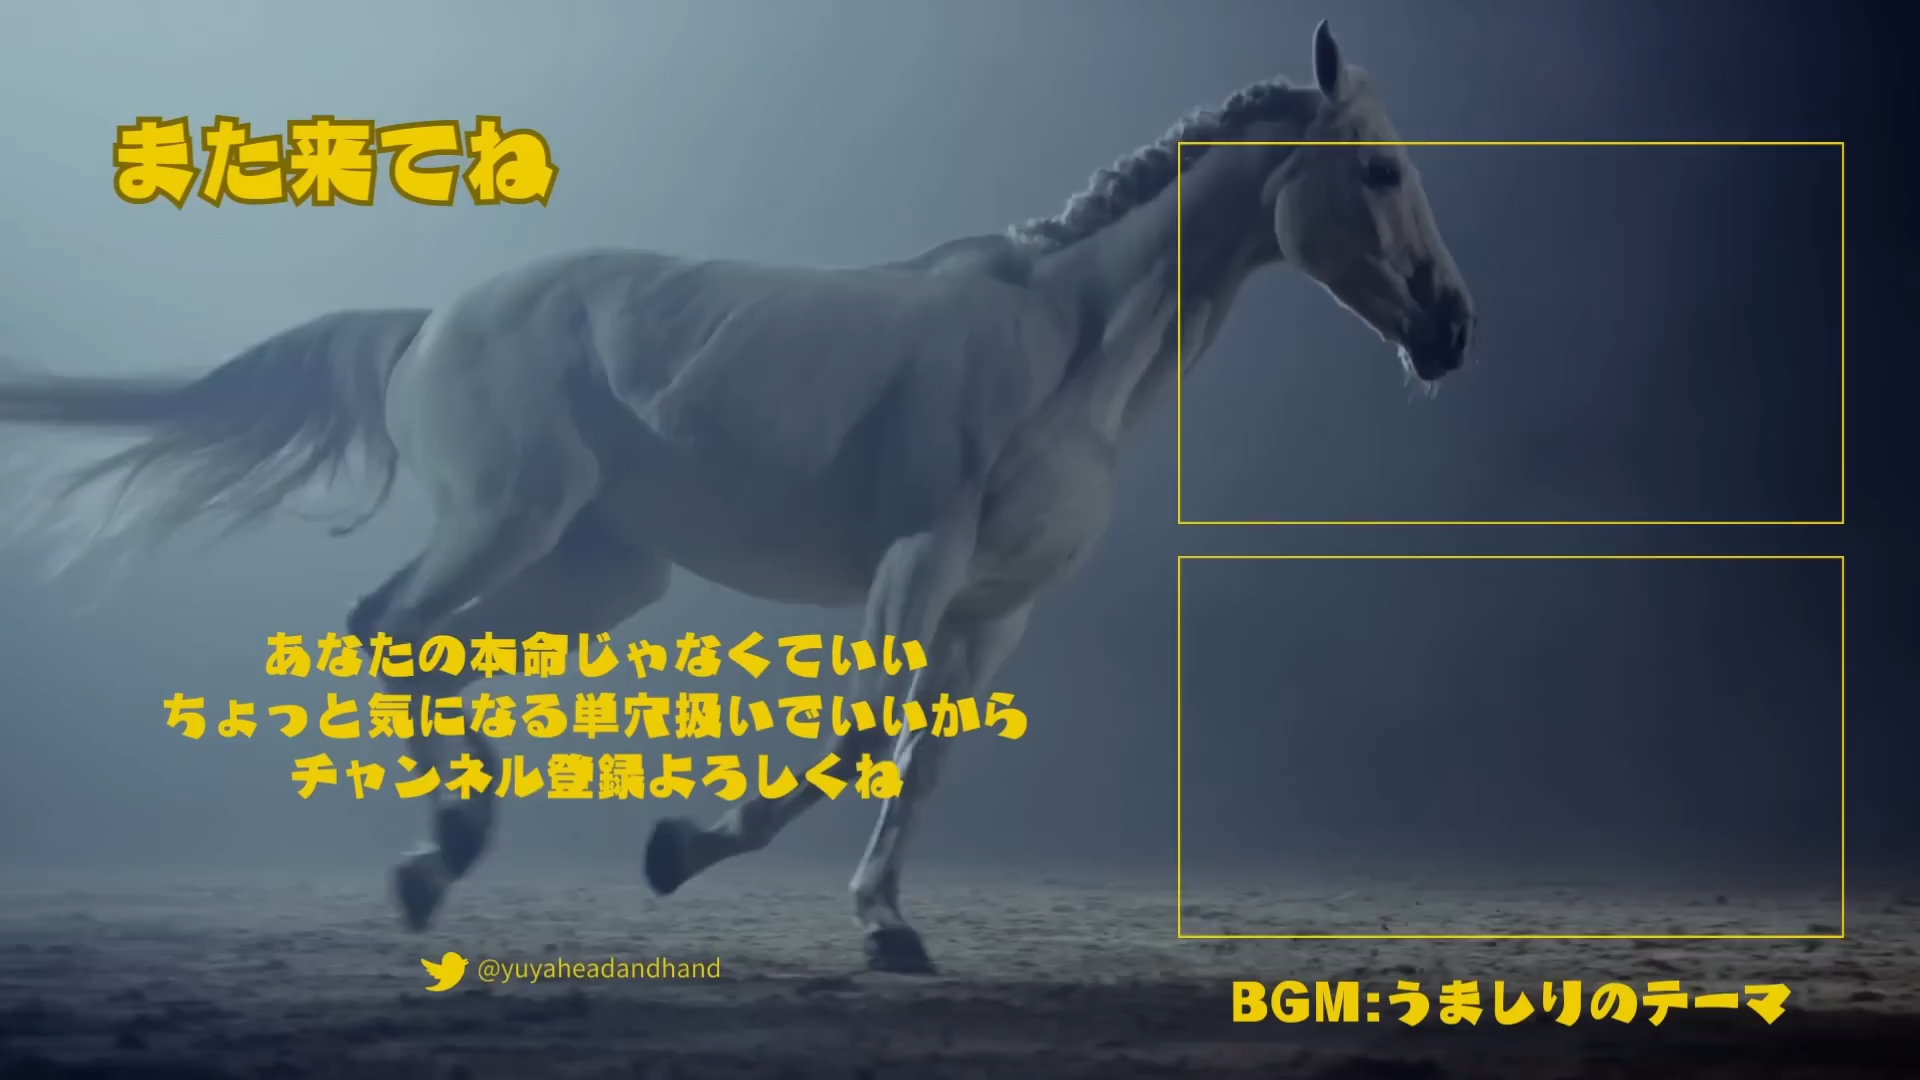 また来てね
あなたの本命じゃなくていい
ちょっと気になる単穴扱いでいいから
チャンネル登録よろしくね
@yuyaheadandhand
BGM:うましりのテーマ